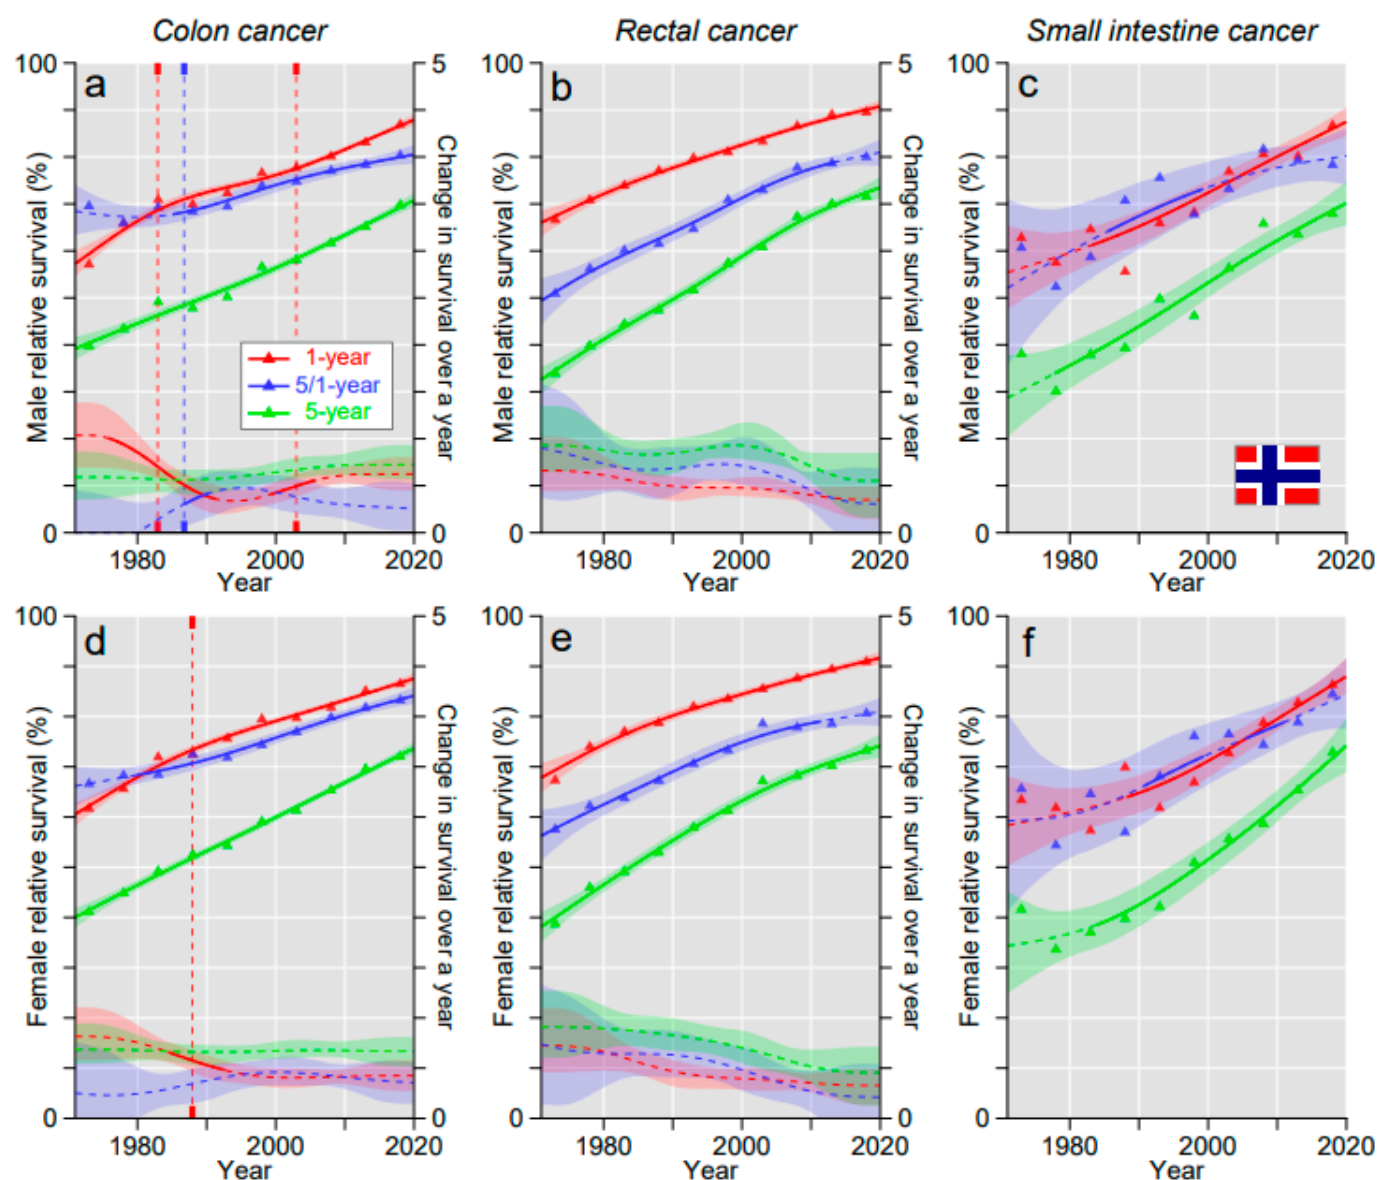 Colon cancer
Rectal cancer
Small intestine cancer
100
a
5
Male relative survival (%)
Change in survival over a year
1-year
5/1-year
5-year
0
0
1980
2000
2020
Year
100
b
5
Male relative survival (%)
Change in survival over a year
0
0
1980
2000
2020
Year
100
c
Male relative survival (%)
0
1980
2000
2020
Year
100
d
5
Female relative survival (%)
Change in survival over a year
0
0
1980
2000
2020
Year
100
e
5
Female relative survival (%)
Change in survival over a year
0
0
1980
2000
2020
Year
100
f
Female relative survival (%)
0
1980
2000
2020
Year